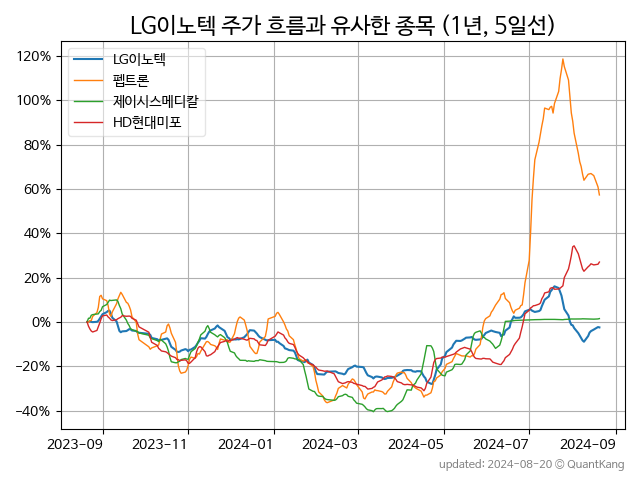 LG이노텍 주가 흐름과 유사한 종목 (1년, 5일선)
LG이노텍
펩트론
제이시스메디칼
HD현대미포
120%
100%
80%
60%
40%
20%
0%
−20%
−40%
2023-09 2023-11 2024-01 2024-03 2024-05 2024-07 2024-09
updated: 2024-08-20 © QuantKang